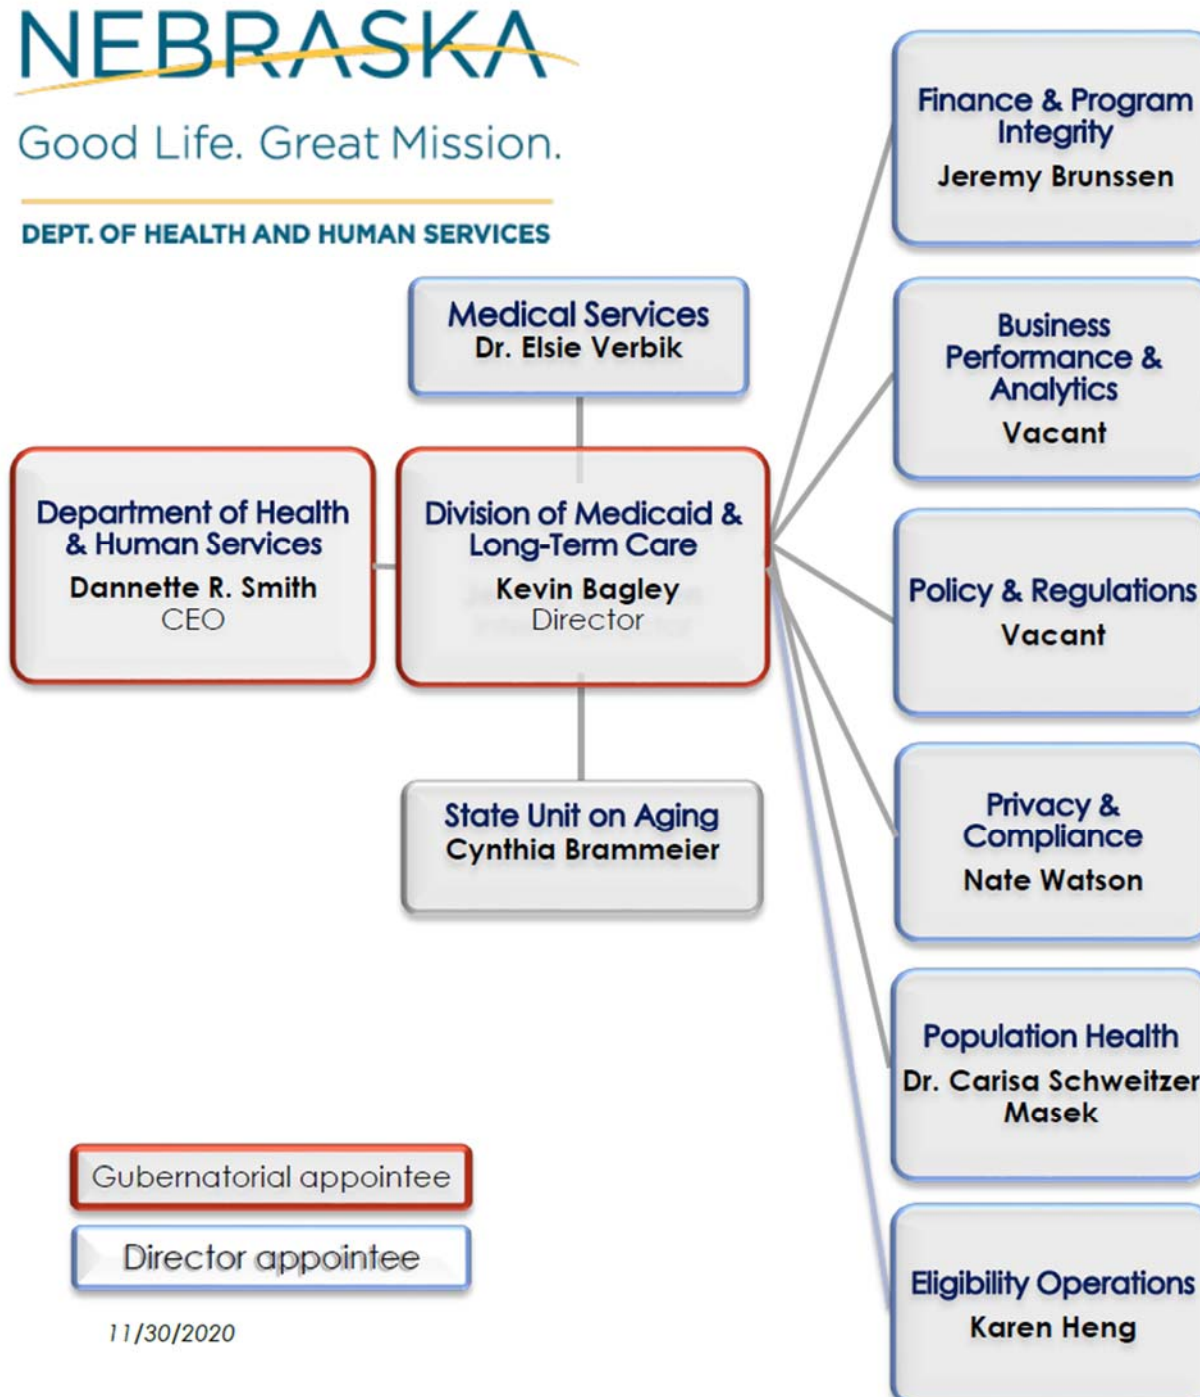 NEBRASKA
Good Life. Great Mission.
DEPT. OF HEALTH AND HUMAN SERVICES
Medical Services
Dr. Elsie Verbik
Department of Health
& Human Services
Dannette R. Smith
CEO
Division of Medicaid &
Long-Term Care
Kevin Bagley
Director
State Unit on Aging
Cynthia Brammeier
Finance & Program
Integrity
Jeremy Brunssen
Business
Performance &
Analytics
Vacant
Policy & Regulations
Vacant
Privacy &
Compliance
Nate Watson
Population Health
Dr. Carisa Schweitzer
Masek
Eligibility Operations
Karen Heng
Gubernatorial appointee
Director appointee
11/30/2020